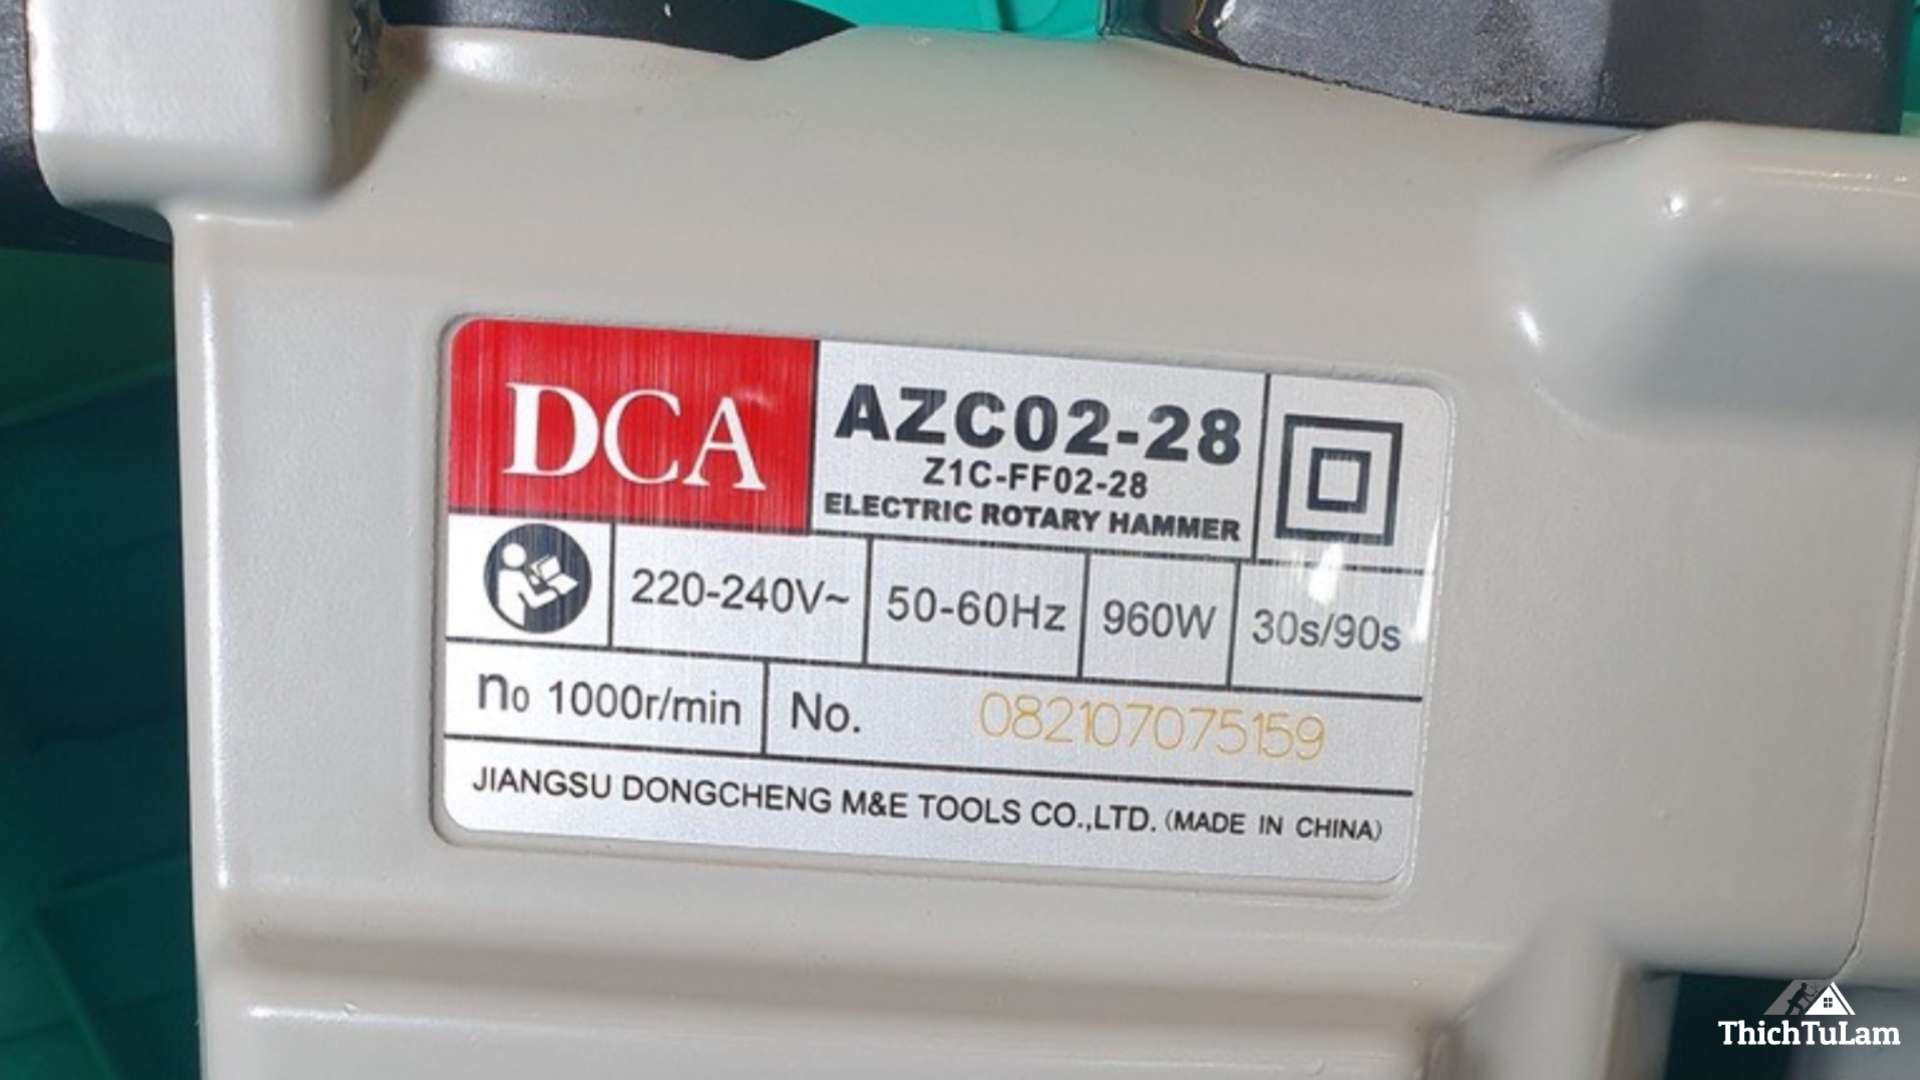 DCA
AZC02-28
Z1C-FF02-28
ELECTRIC ROTARY HAMMER
220-240V~ 50-60Hz 960W 30s/90s
n0 1000r/min No. 082107075159
JIANGSU DONGCHENG M&E TOOLS CO.,LTD. (MADE IN CHINA)
ThichTuLam